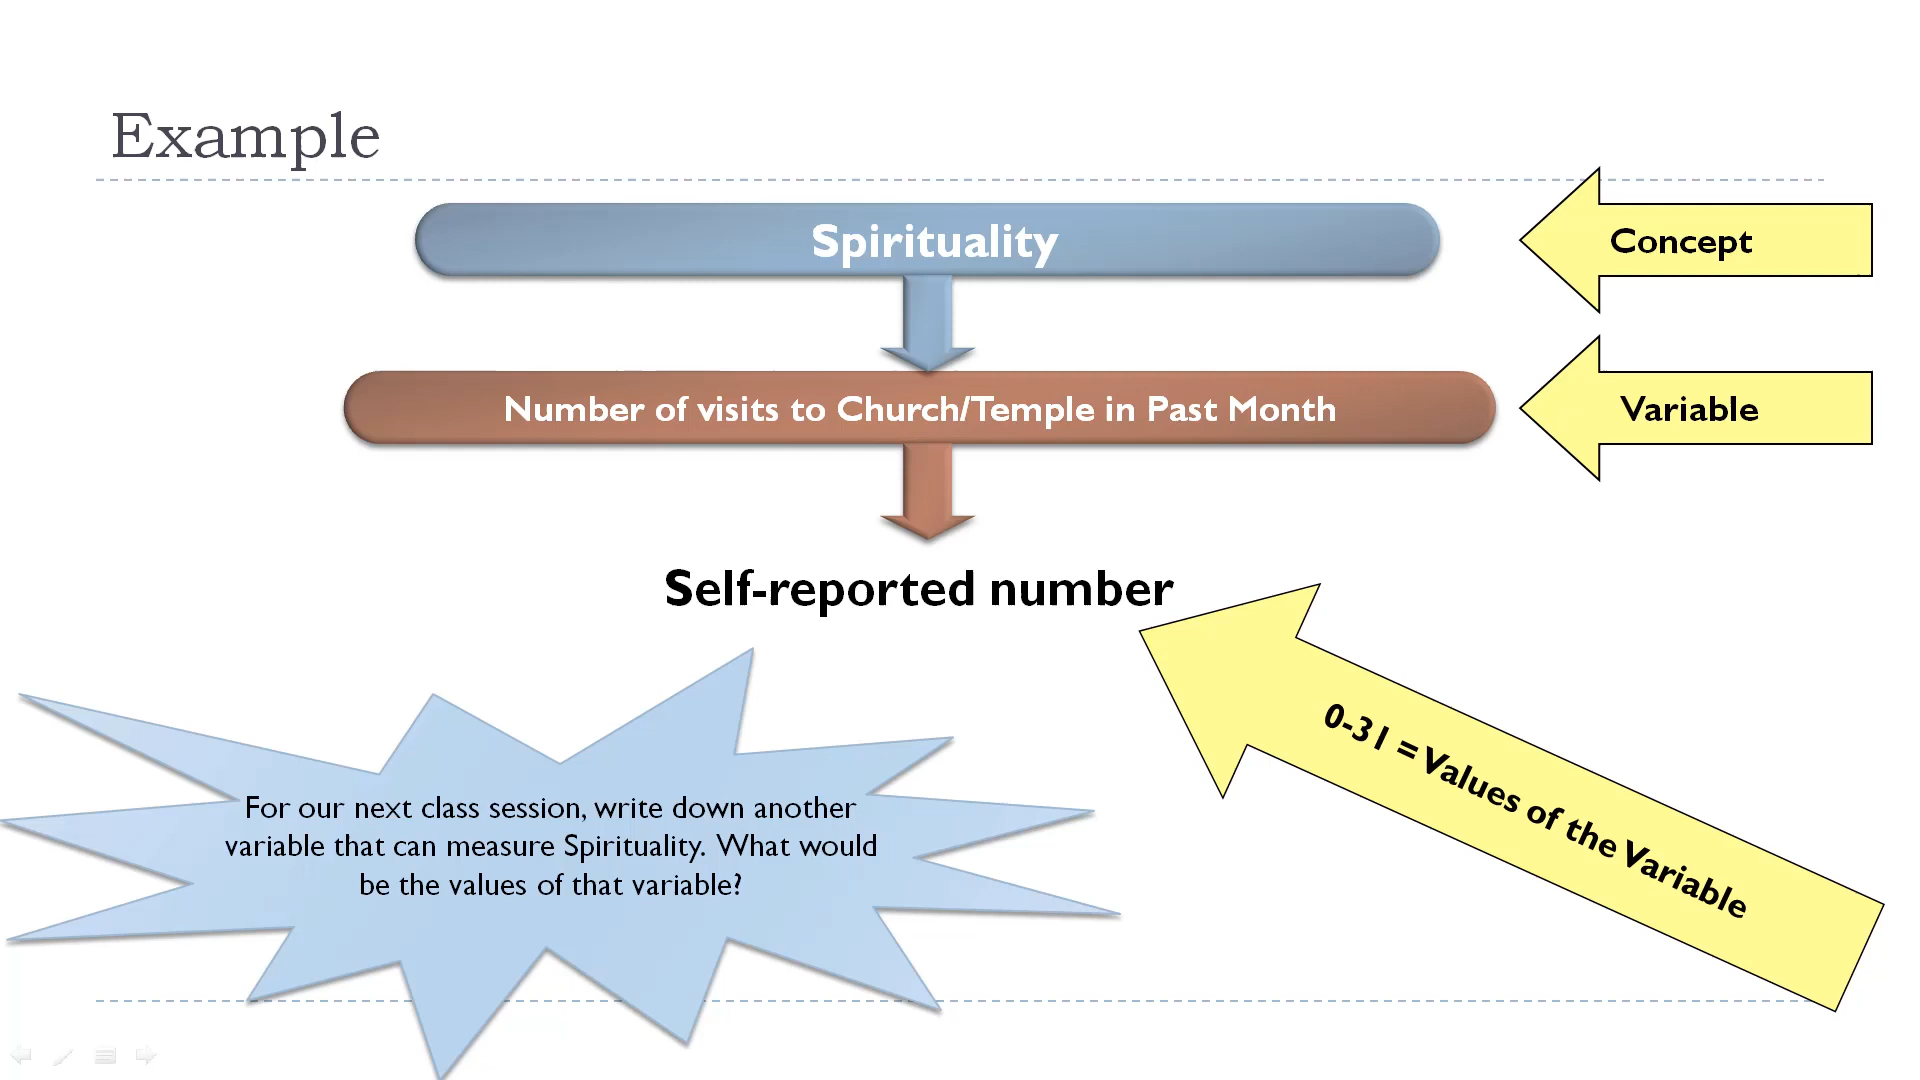 Example
Spirituality
Concept
Number of visits to Church/Temple in Past Month
Variable
Self-reported number
0-31 = Values of the Variable
For our next class session, write down another
variable that can measure Spirituality. What would
be the values of that variable?